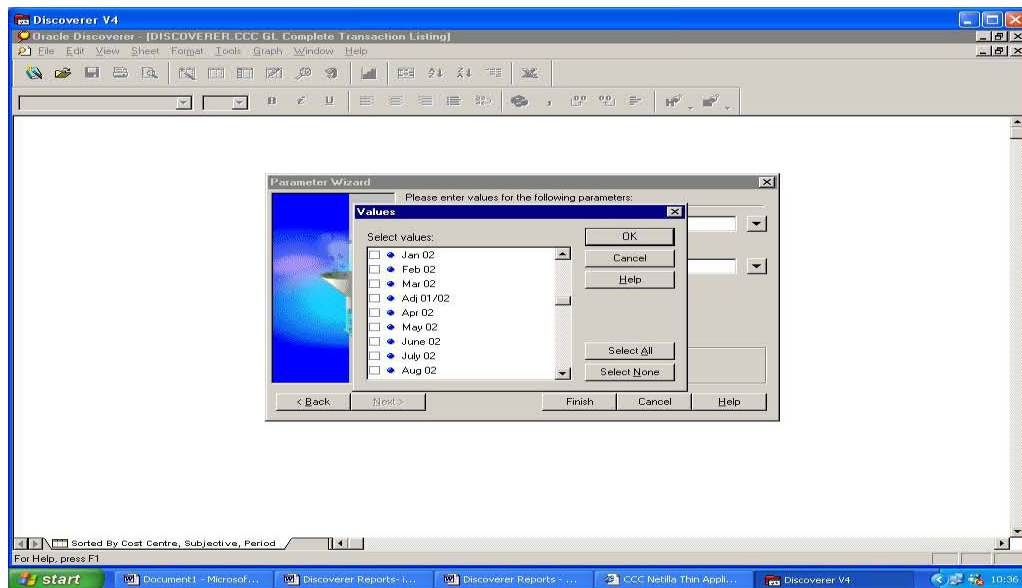 Discoverer V4
Oracle Discoverer - [DISCOVERER.CCC GL Complete Transaction Listing]
File Edit View Sheet Format Tools Graph Window Help
B I U
Parameter Wizard
Please enter values for the following parameters:
Values
Select values:
Jan 02
Feb 02
Mar 02
Adj 01/02
Apr 02
May 02
June 02
July 02
Aug 02
OK
Cancel
Help
Select All
Select None
< Back Next > Finish Cancel Help
Sorted By Cost Centre, Subjective, Period
For Help, press F1
start Document1 - Microsof... Discoverer Reports- i... Discoverer Reports - ... CCC Netilla Thin Appli... Discoverer V4 10:36